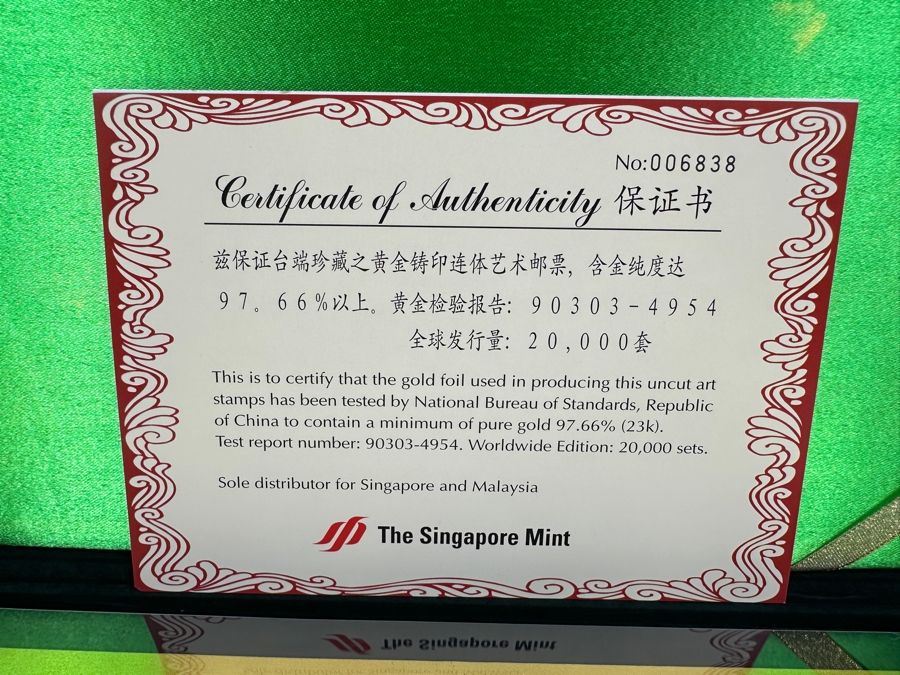 No:006838
Certificate of Authenticity 保证书
兹保证台端珍藏之黄金铸印连体艺术邮票，含金纯度达
97。66%以上。黄金检验报告：90303-4954
全球发行量：20,000套
This is to certify that the gold foil used in producing this uncut art
stamps has been tested by National Bureau of Standards, Republic
of China to contain a minimum of pure gold 97.66% (23k).
Test report number: 90303-4954. Worldwide Edition: 20,000 sets.
Sole distributor for Singapore and Malaysia
The Singapore Mint